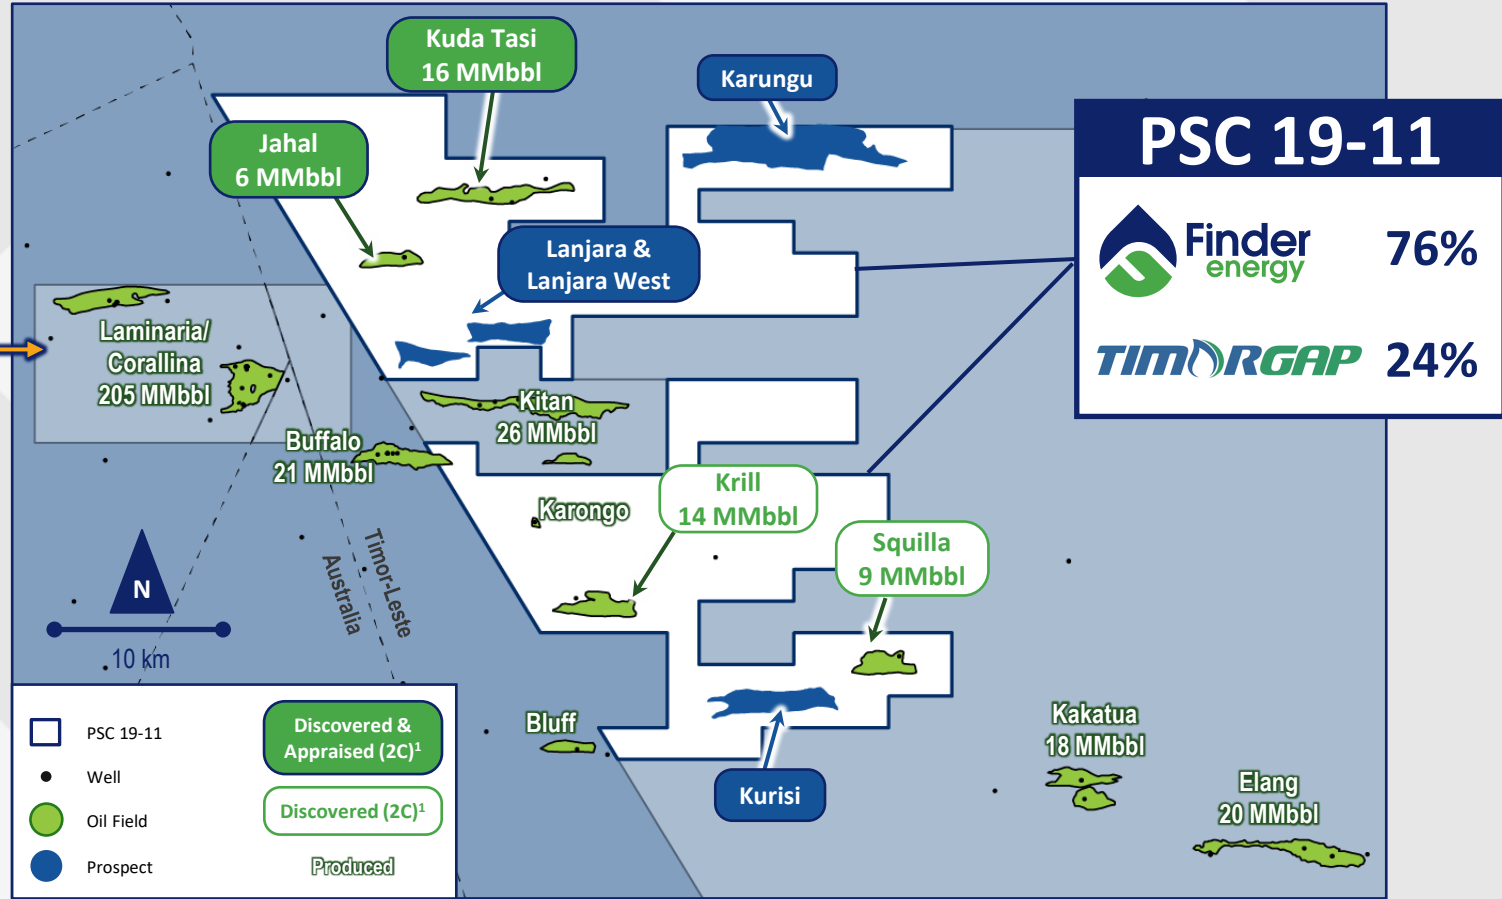 Kuda Tasi
16 MMbbl
Karungu
Jahal
6 MMbbl
PSC 19-11
Finder
energy
76%
TIMORGAP
24%
Lanjara &
Lanjara West
Laminaria/
Corallina
205 MMbbl
Kitan
26 MMbbl
Buffalo
21 MMbbl
Karongo
Krill
14 MMbbl
Squilla
9 MMbbl
Timor-Leste
Australia
N
10 km
Bluff
Kurisi
Kakatua
18 MMbbl
Elang
20 MMbbl
PSC 19-11
Well
Oil Field
Prospect
Discovered &
Appraised (2C)¹
Discovered (2C)¹
Produced